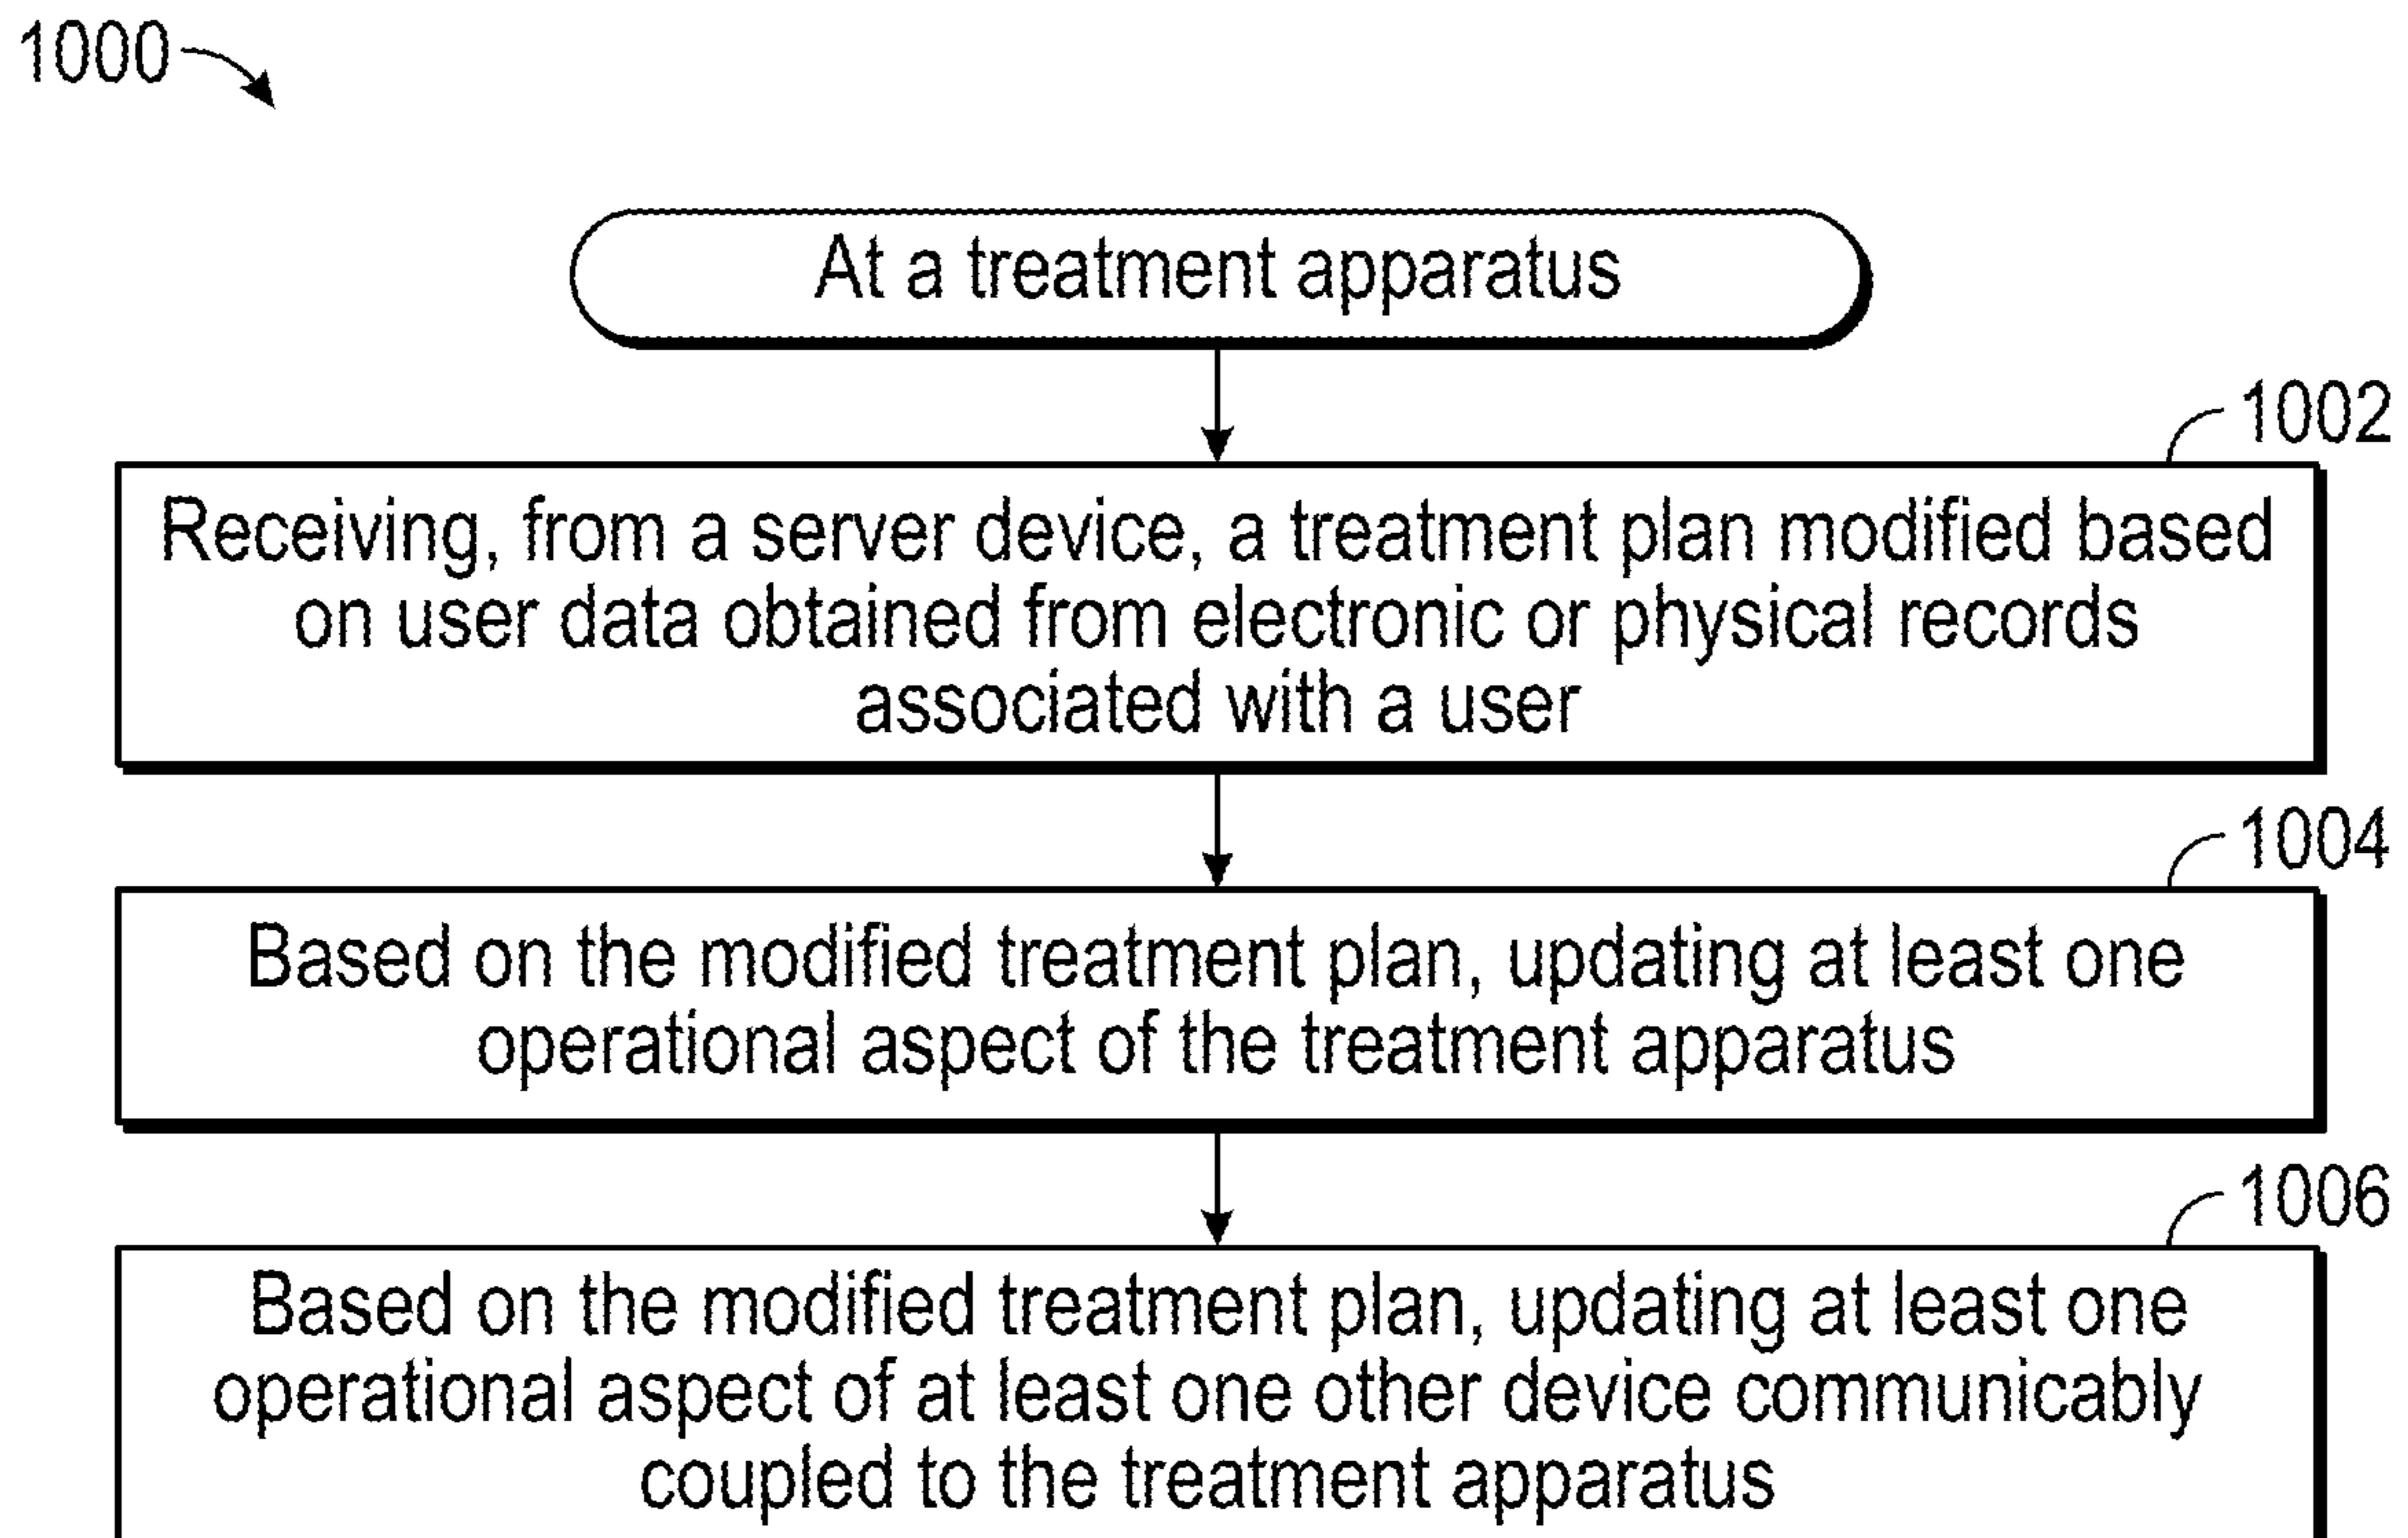 1000
At a treatment apparatus
1002
Receiving, from a server device, a treatment plan modified based
on user data obtained from electronic or physical records
associated with a user
1004
Based on the modified treatment plan, updating at least one
operational aspect of the treatment apparatus
1006
Based on the modified treatment plan, updating at least one
operational aspect of at least one other device communicably
coupled to the treatment apparatus